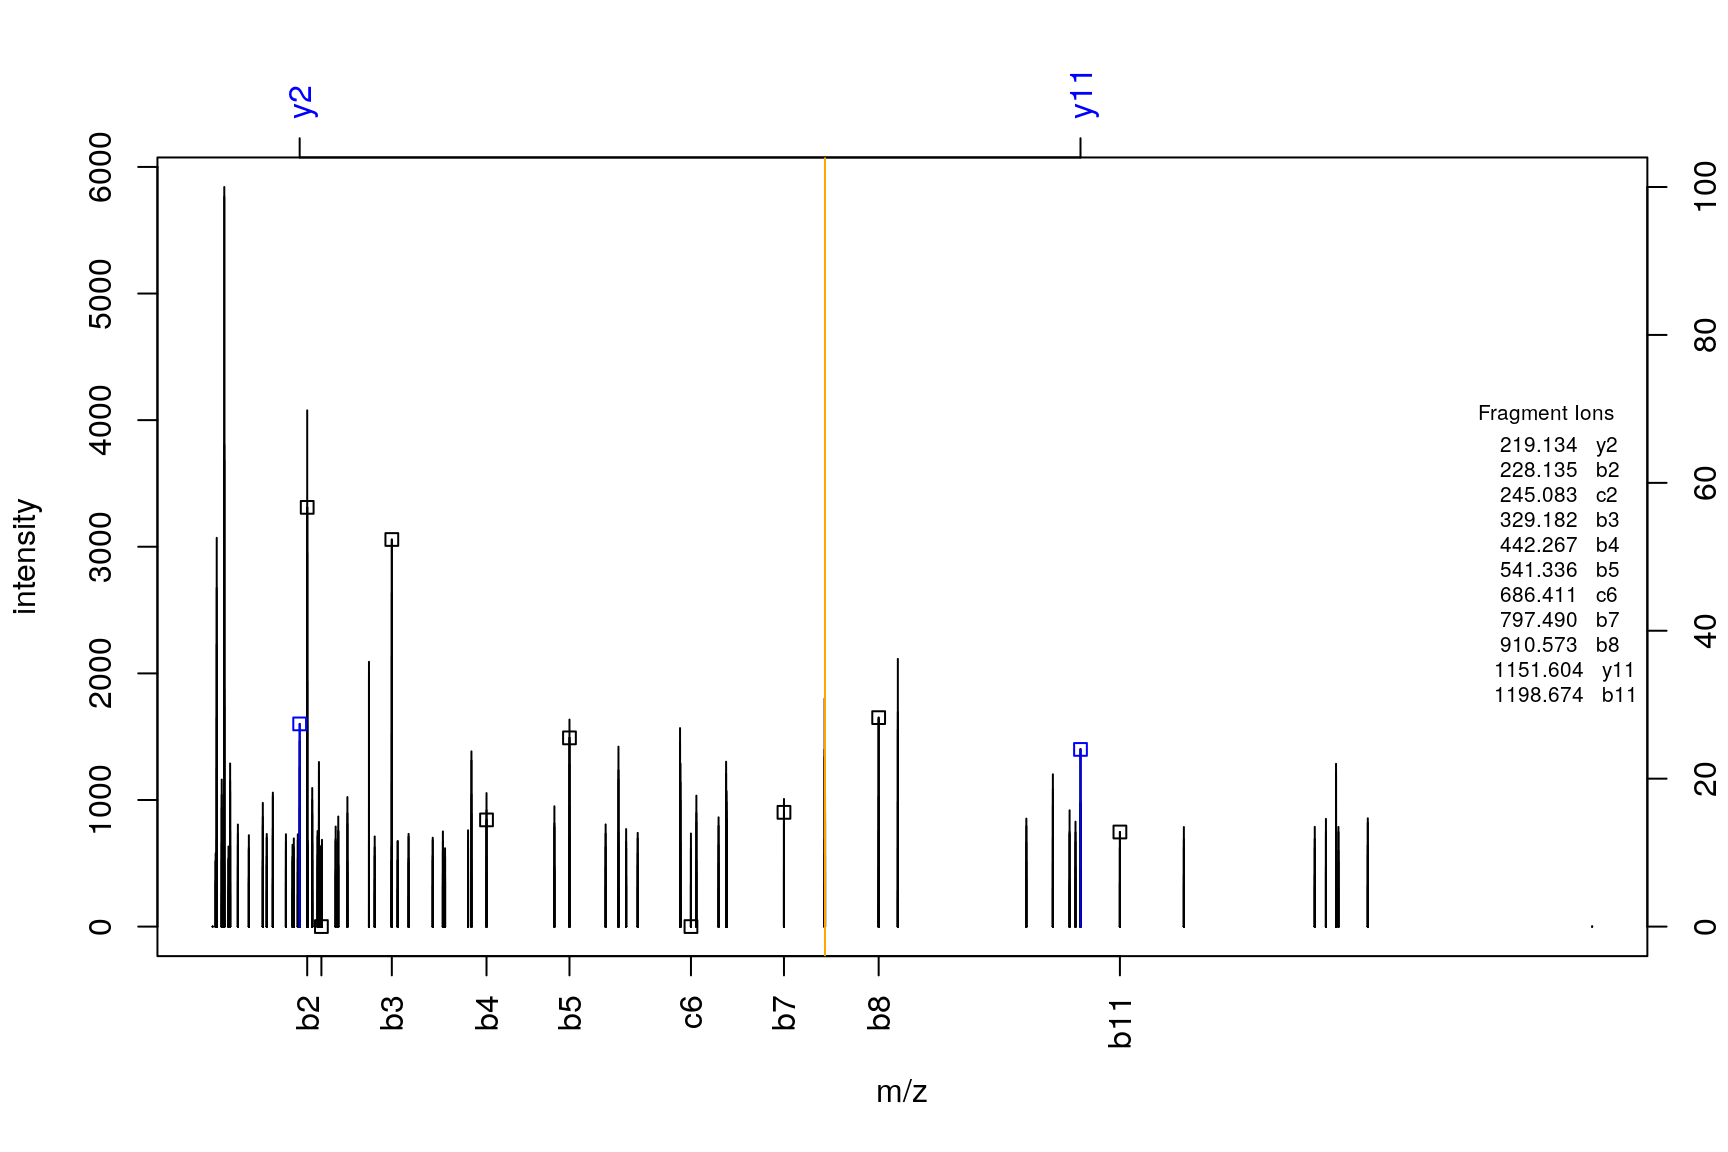 y2
y11
6000
5000
4000
3000
2000
1000
0
intensity
100
80
60
40
20
0
Fragment Ions
219.134 y2
228.135 b2
245.083 c2
329.182 b3
442.267 b4
541.336 b5
686.411 c6
797.490 b7
910.573 b8
1151.604 y11
1198.674 b11
b2
b3
b4
b5
c6
b7
b8
b11
m/z